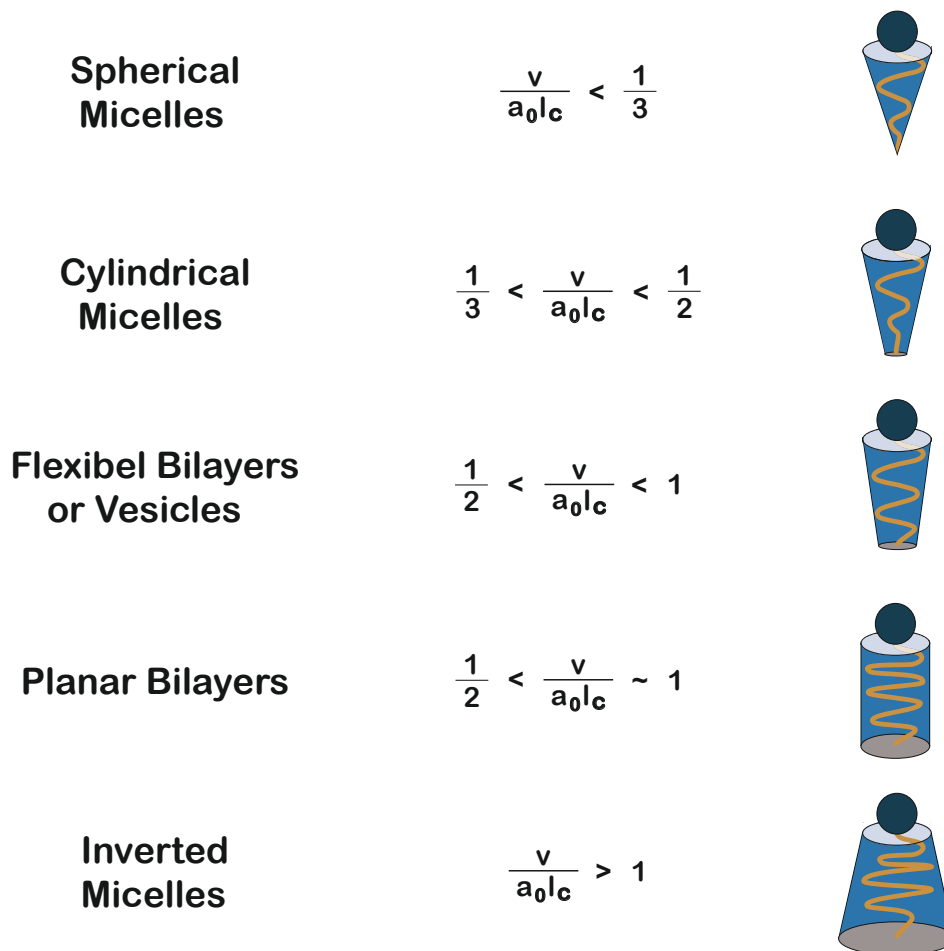 Spherical
Micelles
v/a₀lc < 1/3
Cylindrical
Micelles
1/3 < v/a₀lc < 1/2
Flexibel Bilayers
or Vesicles
1/2 < v/a₀lc < 1
Planar Bilayers
1/2 < v/a₀lc ~ 1
Inverted
Micelles
v/a₀lc > 1